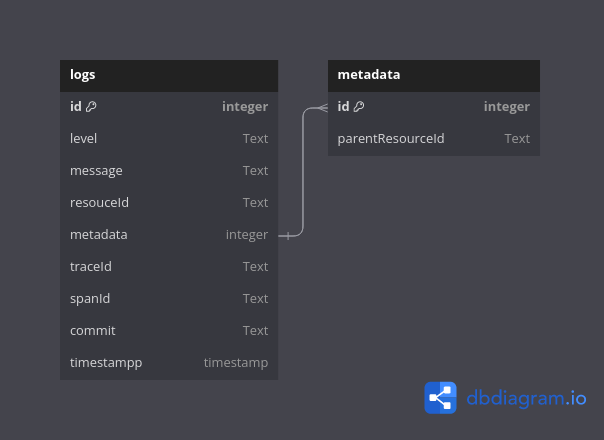 logs
id integer
level Text
message Text
resouceId Text
metadata integer
traceId Text
spanId Text
commit Text
timestampp timestamp
metadata
id integer
parentResourceId Text
dbdiagram.io